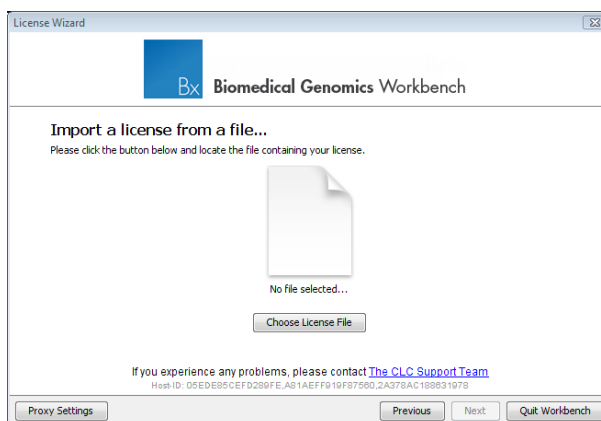 License Wizard
Bx Biomedical Genomics Workbench
Import a license from a file...
Please click the button below and locate the file containing your license.
No file selected...
Choose License File
If you experience any problems, please contact The CLC Support Team
Host-ID: D5EDE85CEFD289FE,A81AEFF919F87560,2A378AC188631978
Proxy Settings Previous Next Quit Workbench